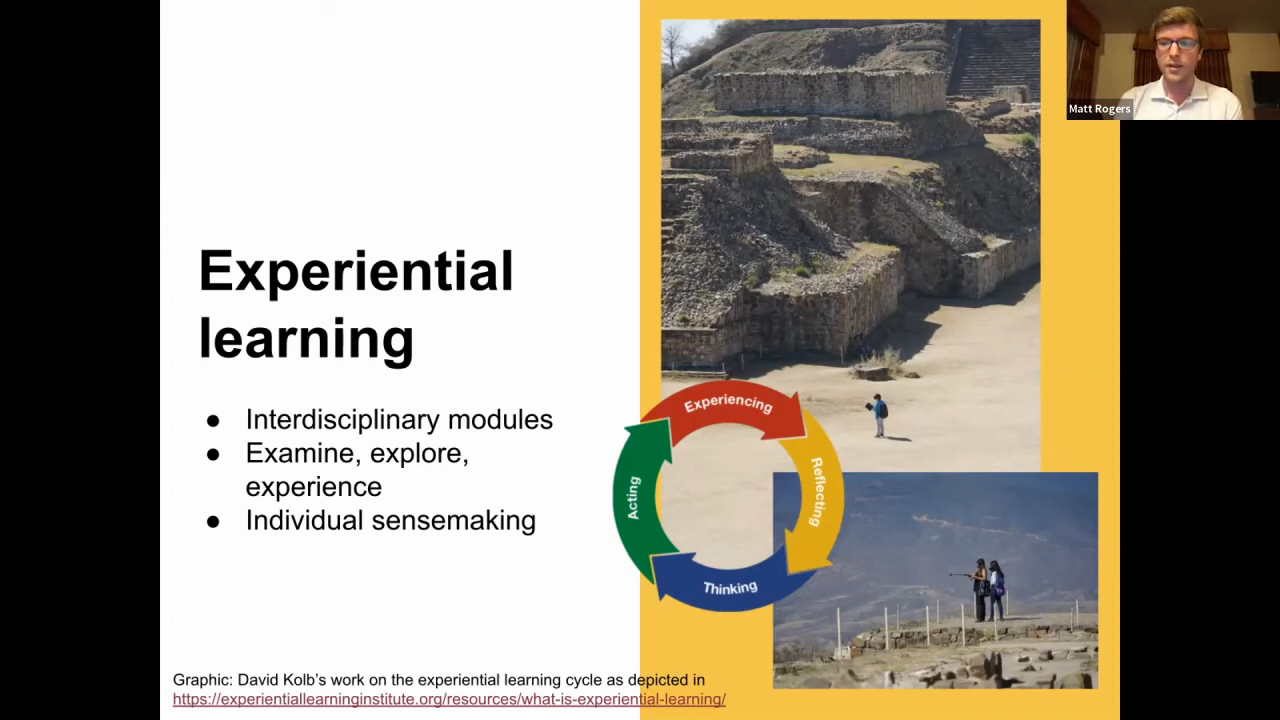 Matt Rogers
Experiential
learning
● Interdisciplinary modules
● Examine, explore,
experience
● Individual sensemaking
Experiencing
Reflecting
Thinking
Acting
Graphic: David Kolb’s work on the experiential learning cycle as depicted in
https://experientiallearninginstitute.org/resources/what-is-experiential-learning/